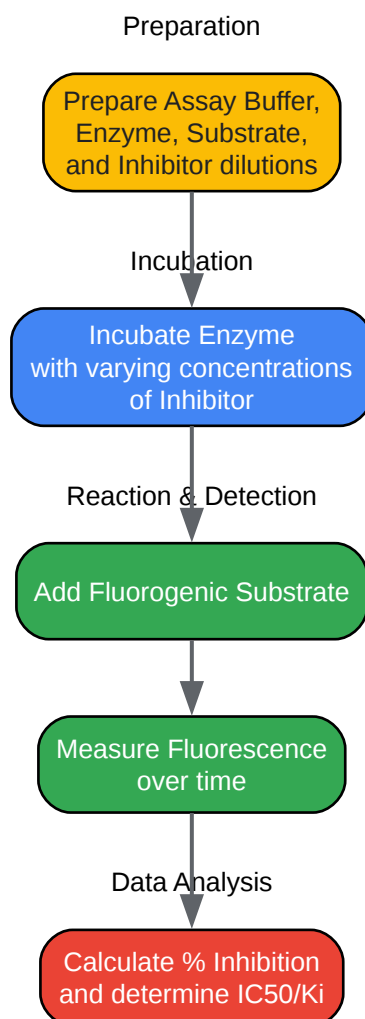 Preparation
Prepare Assay Buffer,
Enzyme, Substrate,
and Inhibitor dilutions
Incubation
Incubate Enzyme
with varying concentrations
of Inhibitor
Reaction & Detection
Add Fluorogenic Substrate
Measure Fluorescence
over time
Data Analysis
Calculate % Inhibition
and determine IC50/Ki